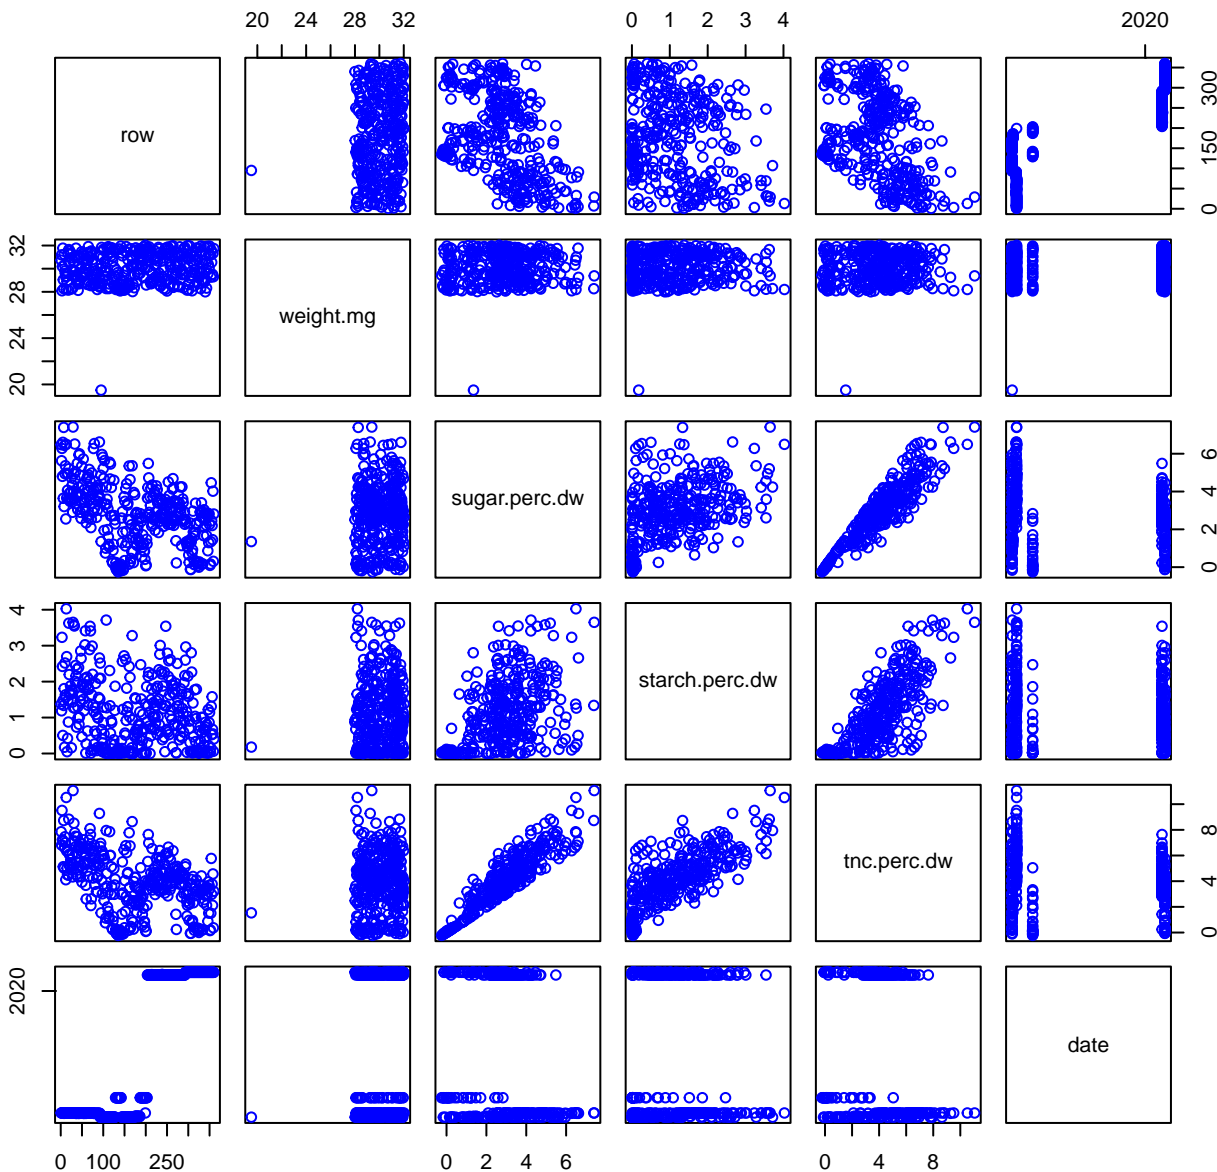 20 24 28 32 0 1 2 3 4 2020
row 0 150 300
20 24 28 32 weight.mg
sugar.perc.dw 0 2 4 6
0 1 2 3 4 starch.perc.dw
tnc.perc.dw 0 4 8
2020 date
0 100 250 0 2 4 6 0 4 8